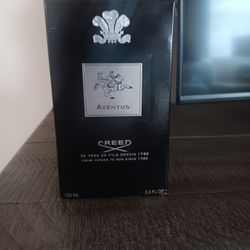 AVENTUS
CREED
DE PÈRE EN FILS DEPUIS 1760
FROM FATHER TO SON SINCE 1760
100 ML 3.3 FL OZ